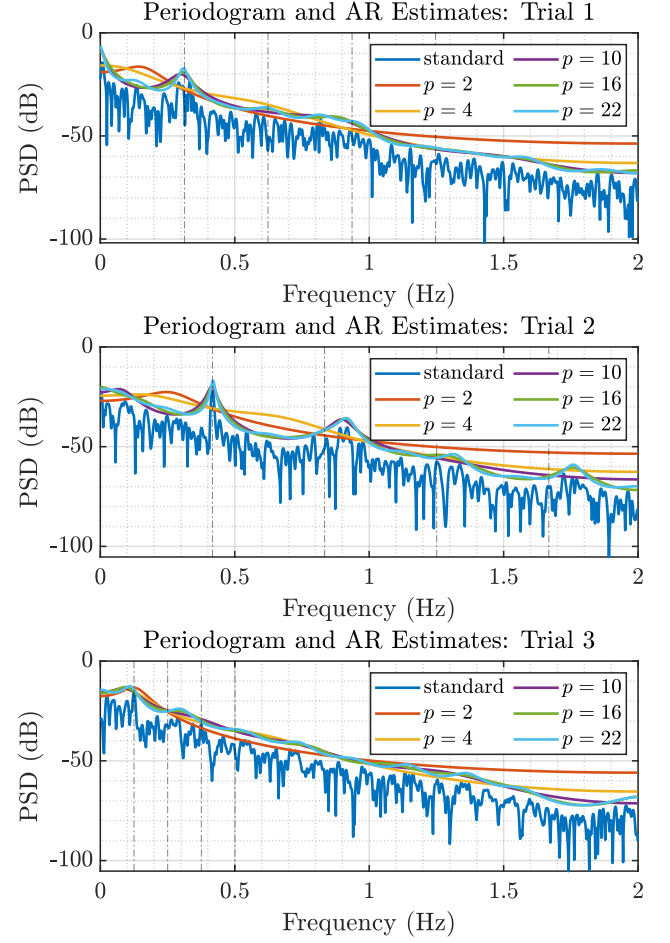 Periodogram and AR Estimates: Trial 1
PSD (dB)
0
-50
-100
standard
p = 2
p = 4
p = 10
p = 16
p = 22
0 0.5 1 1.5 2
Frequency (Hz)
Periodogram and AR Estimates: Trial 2
PSD (dB)
0
-50
-100
standard
p = 2
p = 4
p = 10
p = 16
p = 22
0 0.5 1 1.5 2
Frequency (Hz)
Periodogram and AR Estimates: Trial 3
PSD (dB)
0
-50
-100
standard
p = 2
p = 4
p = 10
p = 16
p = 22
0 0.5 1 1.5 2
Frequency (Hz)